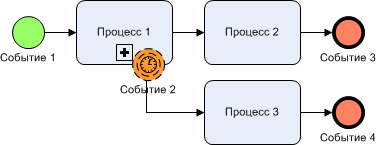 Процесс 1
Процесс 2
Событие 1
Событие 2
Событие 3
Процесс 3
Событие 4